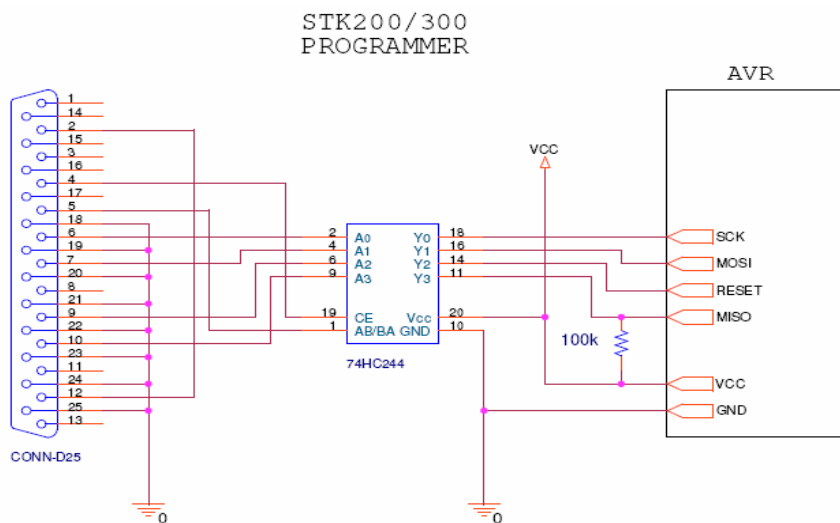 STK200/300
PROGRAMMER
AVR
1
14
2
15
3
16
4
17
5
18
6
19
7
20
8
21
9
22
10
23
11
24
12
25
13
CONN-D25
VCC
2 A0 Y0 18
4 A1 Y1 16
6 A2 Y2 14
9 A3 Y3 11
19 CE Vcc 20
1 AB/BA GND 10
74HC244
SCK
MOSI
RESET
MISO
100k
VCC
GND
0
0